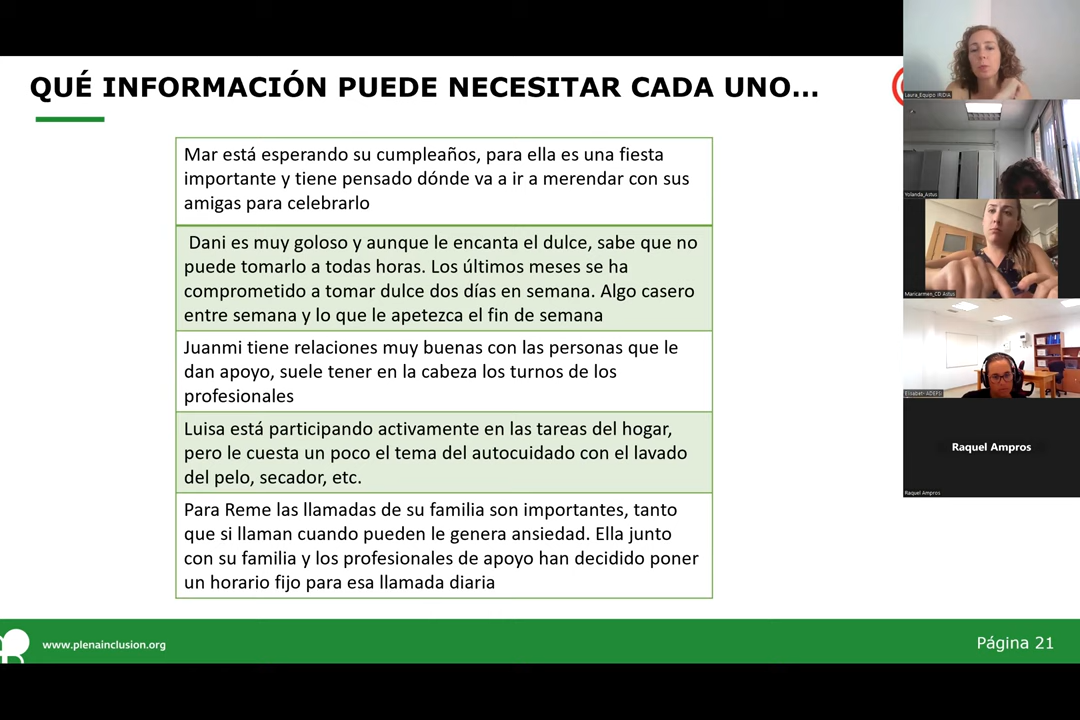 QUÉ INFORMACIÓN PUEDE NECESITAR CADA UNO...
Mar está esperando su cumpleaños, para ella es una fiesta
importante y tiene pensado dónde va a ir a merendar con sus
amigas para celebrarlo
Dani es muy goloso y aunque le encanta el dulce, sabe que no
puede tomarlo a todas horas. Los últimos meses se ha
comprometido a tomar dulce dos días en semana. Algo casero
entre semana y lo que le apetezca el fin de semana
Juanmi tiene relaciones muy buenas con las personas que le
dan apoyo, suele tener en la cabeza los turnos de los
profesionales
Luisa está participando activamente en las tareas del hogar,
pero le cuesta un poco el tema del autocuidado con el lavado
del pelo, secador, etc.
Para Reme las llamadas de su familia son importantes, tanto
que si llaman cuando pueden le genera ansiedad. Ella junto
con su familia y los profesionales de apoyo han decidido poner
un horario fijo para esa llamada diaria
www.plenainclusion.org
Página 21
Laura_Equipo IRIDIA
Yolanda_Astus
Maricarmen_CD Astus
Raquel Ampros
Raquel Ampros